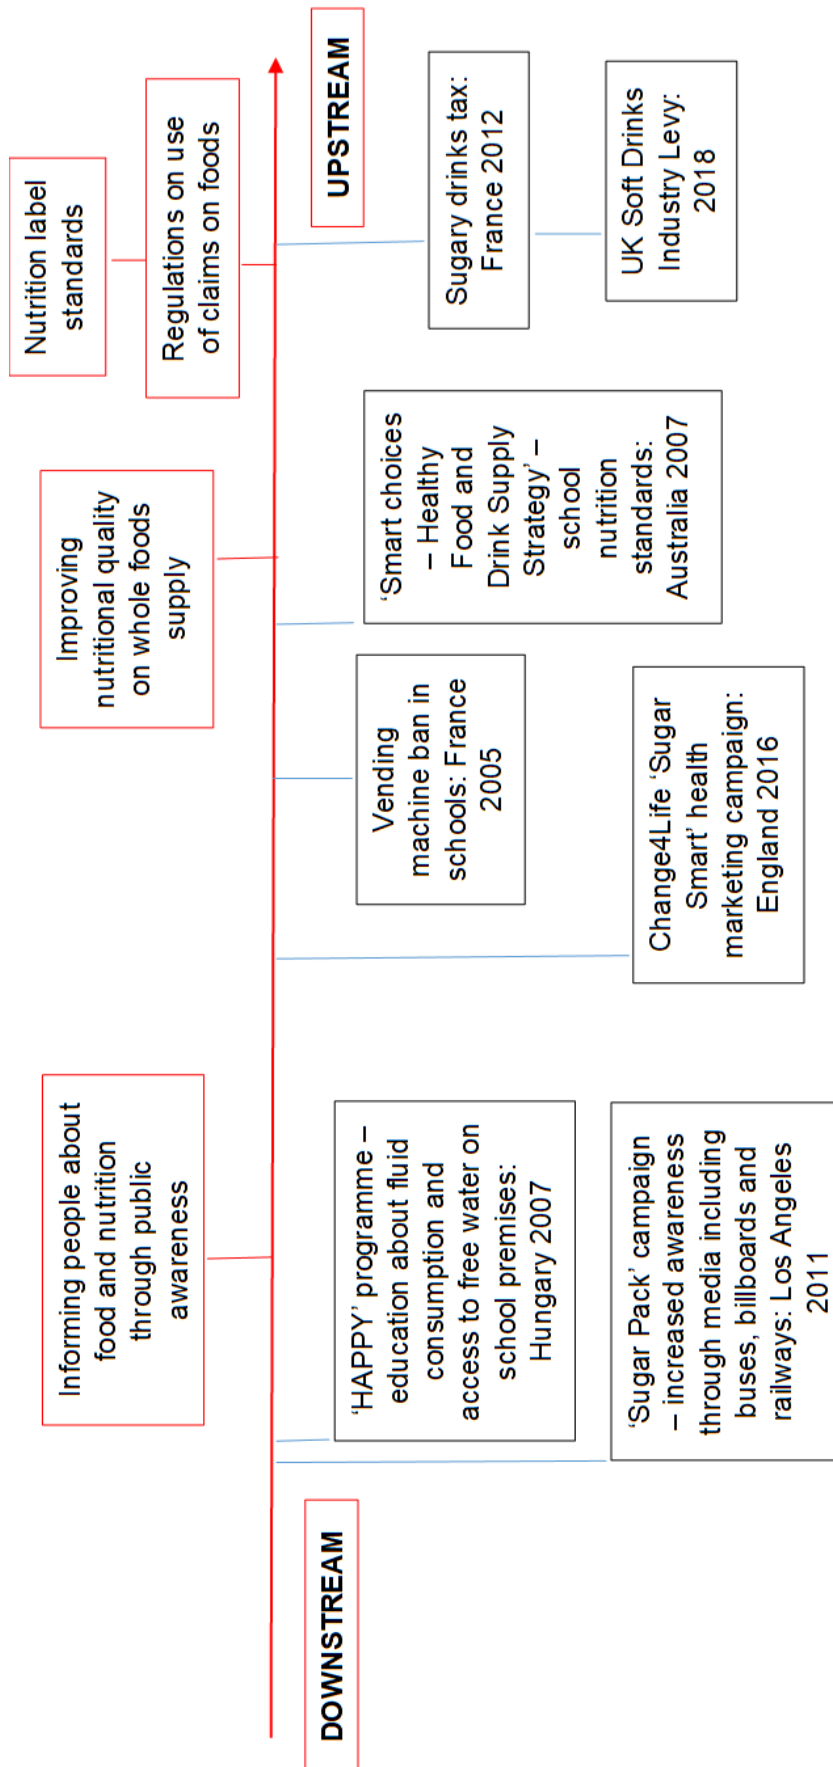 Informing people about
food and nutrition
through public
awareness
Improving
nutritional quality
on whole foods
supply
Nutrition label
standards
Regulations on use
of claims on foods
DOWNSTREAM
UPSTREAM
‘HAPPY’ programme –
education about fluid
consumption and
access to free water on
school premises:
Hungary 2007
‘Sugar Pack’ campaign
– increased awareness
through media including
buses, billboards and
railways: Los Angeles
2011
Change4Life ‘Sugar
Smart’ health
marketing campaign:
England 2016
Vending
machine ban in
schools: France
2005
‘Smart choices
– Healthy
Food and
Drink Supply
Strategy’ –
school
nutrition
standards:
Australia 2007
Sugary drinks tax:
France 2012
UK Soft Drinks
Industry Levy:
2018